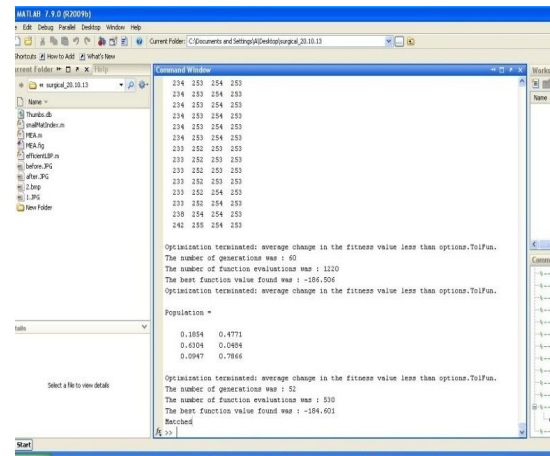 MATLAB 7.9.0 (R2009b)
Edit Debug Parallel Desktop Window Help
Current Folder: C:\Documents and Settings\A\Desktop\surgical_20.10.13
Shortcuts How to Add What's New
Current Folder Help
« surgical_20.10.13
Name
Thumbs.db
snailMatIndex.m
MEA.m
MEA.fig
efficientLBP.m
before.JPG
after.JPG
2.bmp
1.JPG
New Folder
Details
Select a file to view details
Start
Command Window
234 253 254 253
234 253 254 253
234 253 254 253
234 253 254 253
234 253 254 253
234 253 254 253
233 252 253 253
233 252 253 253
233 252 253 253
233 252 254 253
233 252 254 253
238 254 254 253
242 255 254 253
Optimization terminated: average change in the fitness value less than options.TolFun.
The number of generations was : 60
The number of function evaluations was : 1220
The best function value found was : -186.506
Optimization terminated: average change in the fitness value less than options.TolFun.
Population =
0.1854 0.4771
0.6304 0.0484
0.0947 0.7866
Optimization terminated: average change in the fitness value less than options.TolFun.
The number of generations was : 52
The number of function evaluations was : 530
The best function value found was : -184.601
Matched
fx >>
Works
Name
Comm